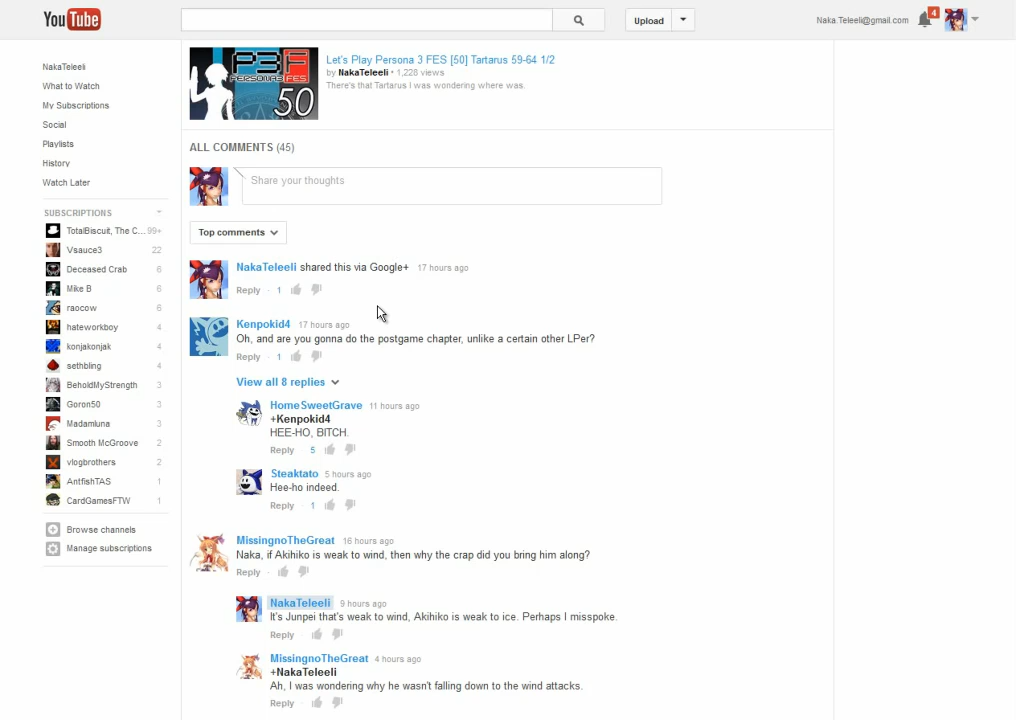 YouTube
Upload
Naka.Teleeli@gmail.com
4
NakaTeleeli
What to Watch
My Subscriptions
Social
Playlists
History
Watch Later
SUBSCRIPTIONS
TotalBiscuit, The C... 99+
Vsauce3 22
Deceased Crab 6
Mike B 6
raocow 6
hateworkboy 4
konjakonjak 4
sethbling 4
BeholdMyStrength 3
Goron50 3
Madamluna 3
Smooth McGroove 2
vlogbrothers 2
AntfishTAS 1
CardGamesFTW 1
Browse channels
Manage subscriptions
P3F
PERSONA3 FES
50
Let's Play Persona 3 FES [50] Tartarus 59-64 1/2
by NakaTeleeli • 1,228 views
There's that Tartarus I was wondering where was.
ALL COMMENTS (45)
Share your thoughts
Top comments
NakaTeleeli shared this via Google+ 17 hours ago
Reply · 1
Kenpokid4 17 hours ago
Oh, and are you gonna do the postgame chapter, unlike a certain other LPer?
Reply · 1
View all 8 replies
HomeSweetGrave 11 hours ago
+Kenpokid4
HEE-HO, BITCH.
Reply · 5
Steaktato 5 hours ago
Hee-ho indeed.
Reply · 1
MissingnoTheGreat 16 hours ago
Naka, if Akihiko is weak to wind, then why the crap did you bring him along?
Reply ·
NakaTeleeli 9 hours ago
It's Junpei that's weak to wind, Akihiko is weak to ice. Perhaps I misspoke.
Reply ·
MissingnoTheGreat 4 hours ago
+NakaTeleeli
Ah, I was wondering why he wasn't falling down to the wind attacks.
Reply ·